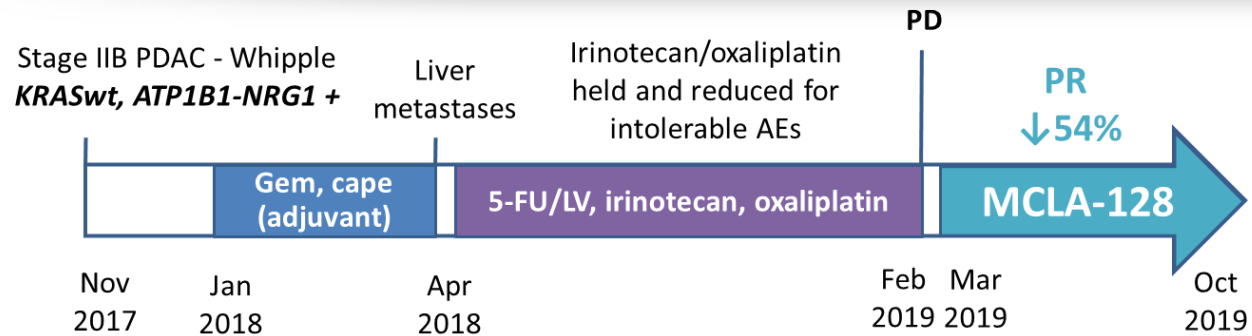 Stage IIB PDAC - Whipple
KRASwt, ATP1B1-NRG1 +
Liver
metastases
Irinotecan/oxaliplatin
held and reduced for
intolerable AEs
PD
PR
↓54%
Gem, cape
(adjuvant)
5-FU/LV, irinotecan, oxaliplatin
MCLA-128
Nov
2017
Jan
2018
Apr
2018
Feb
2019
Mar
2019
Oct
2019